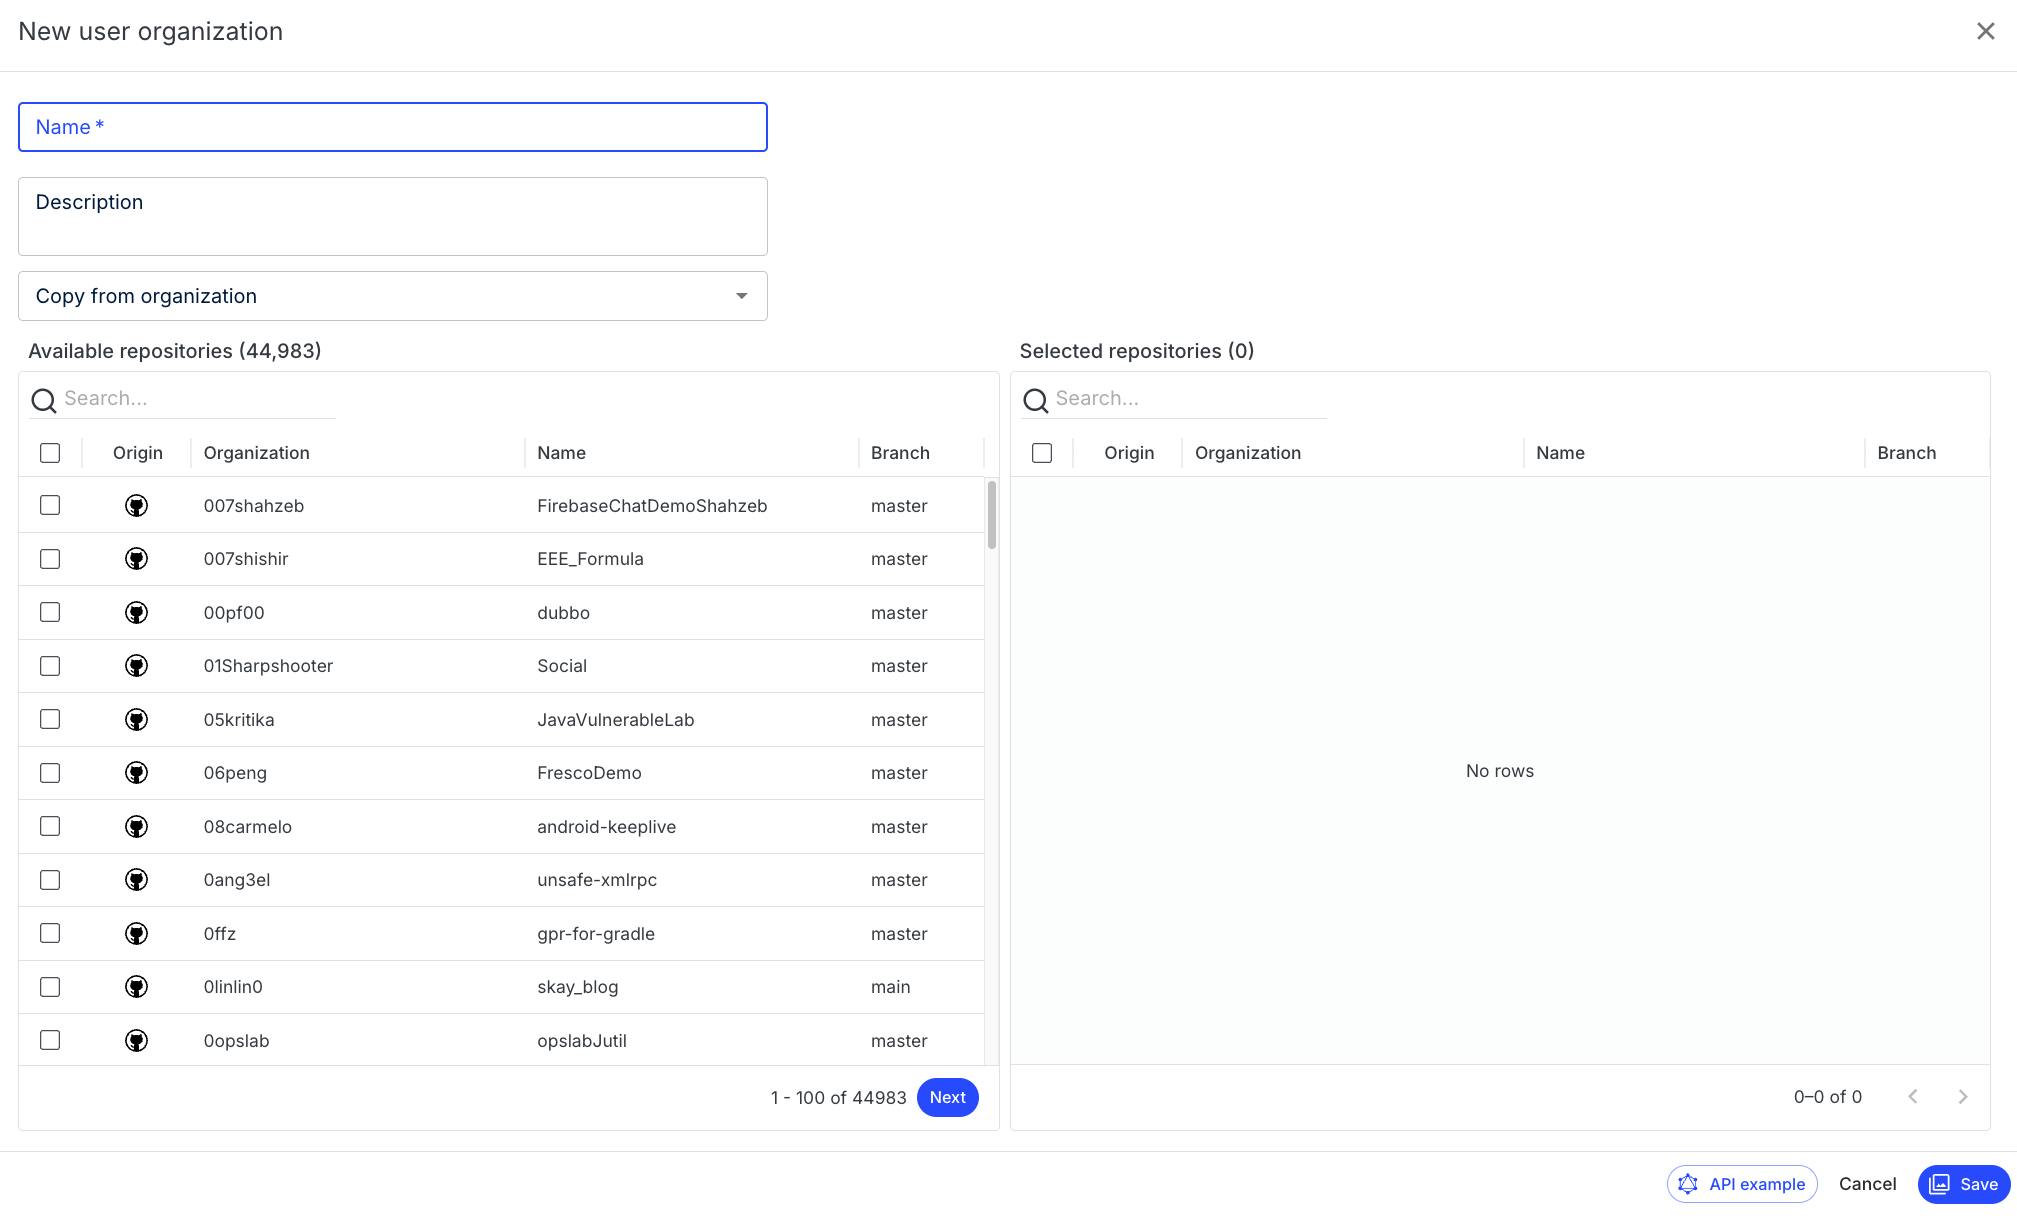 New user organization
Name *
Description
Copy from organization
Available repositories (44,983)
Search...
Origin Organization Name Branch
007shahzeb FirebaseChatDemoShahzeb master
007shishir EEE_Formula master
00pf00 dubbo master
01Sharpshooter Social master
05kritika JavaVulnerableLab master
06peng FrescoDemo master
08carmelo android-keeplive master
0ang3el unsafe-xmlrpc master
0ffz gpr-for-gradle master
0linlin0 skay_blog main
0opslab opslabJutil master
1 - 100 of 44983 Next
Selected repositories (0)
Search...
Origin Organization Name Branch
No rows
0–0 of 0
API example Cancel Save